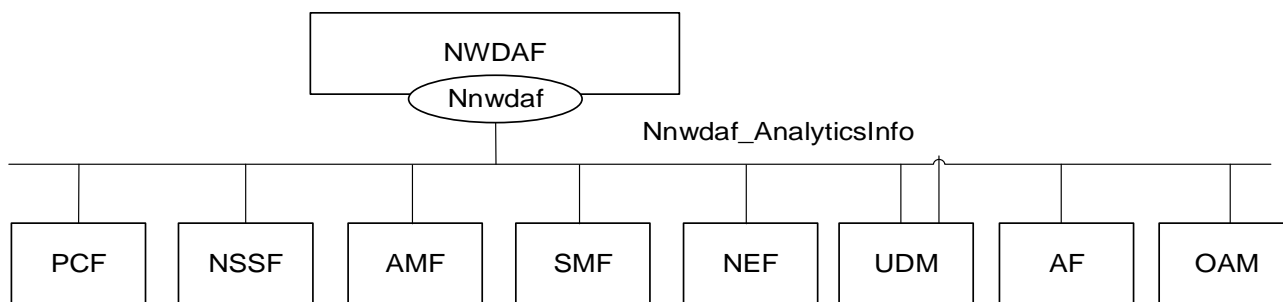 NWDAF
Nnwdaf
Nnwdaf_AnalyticsInfo
PCF NSSF AMF SMF NEF UDM AF OAM